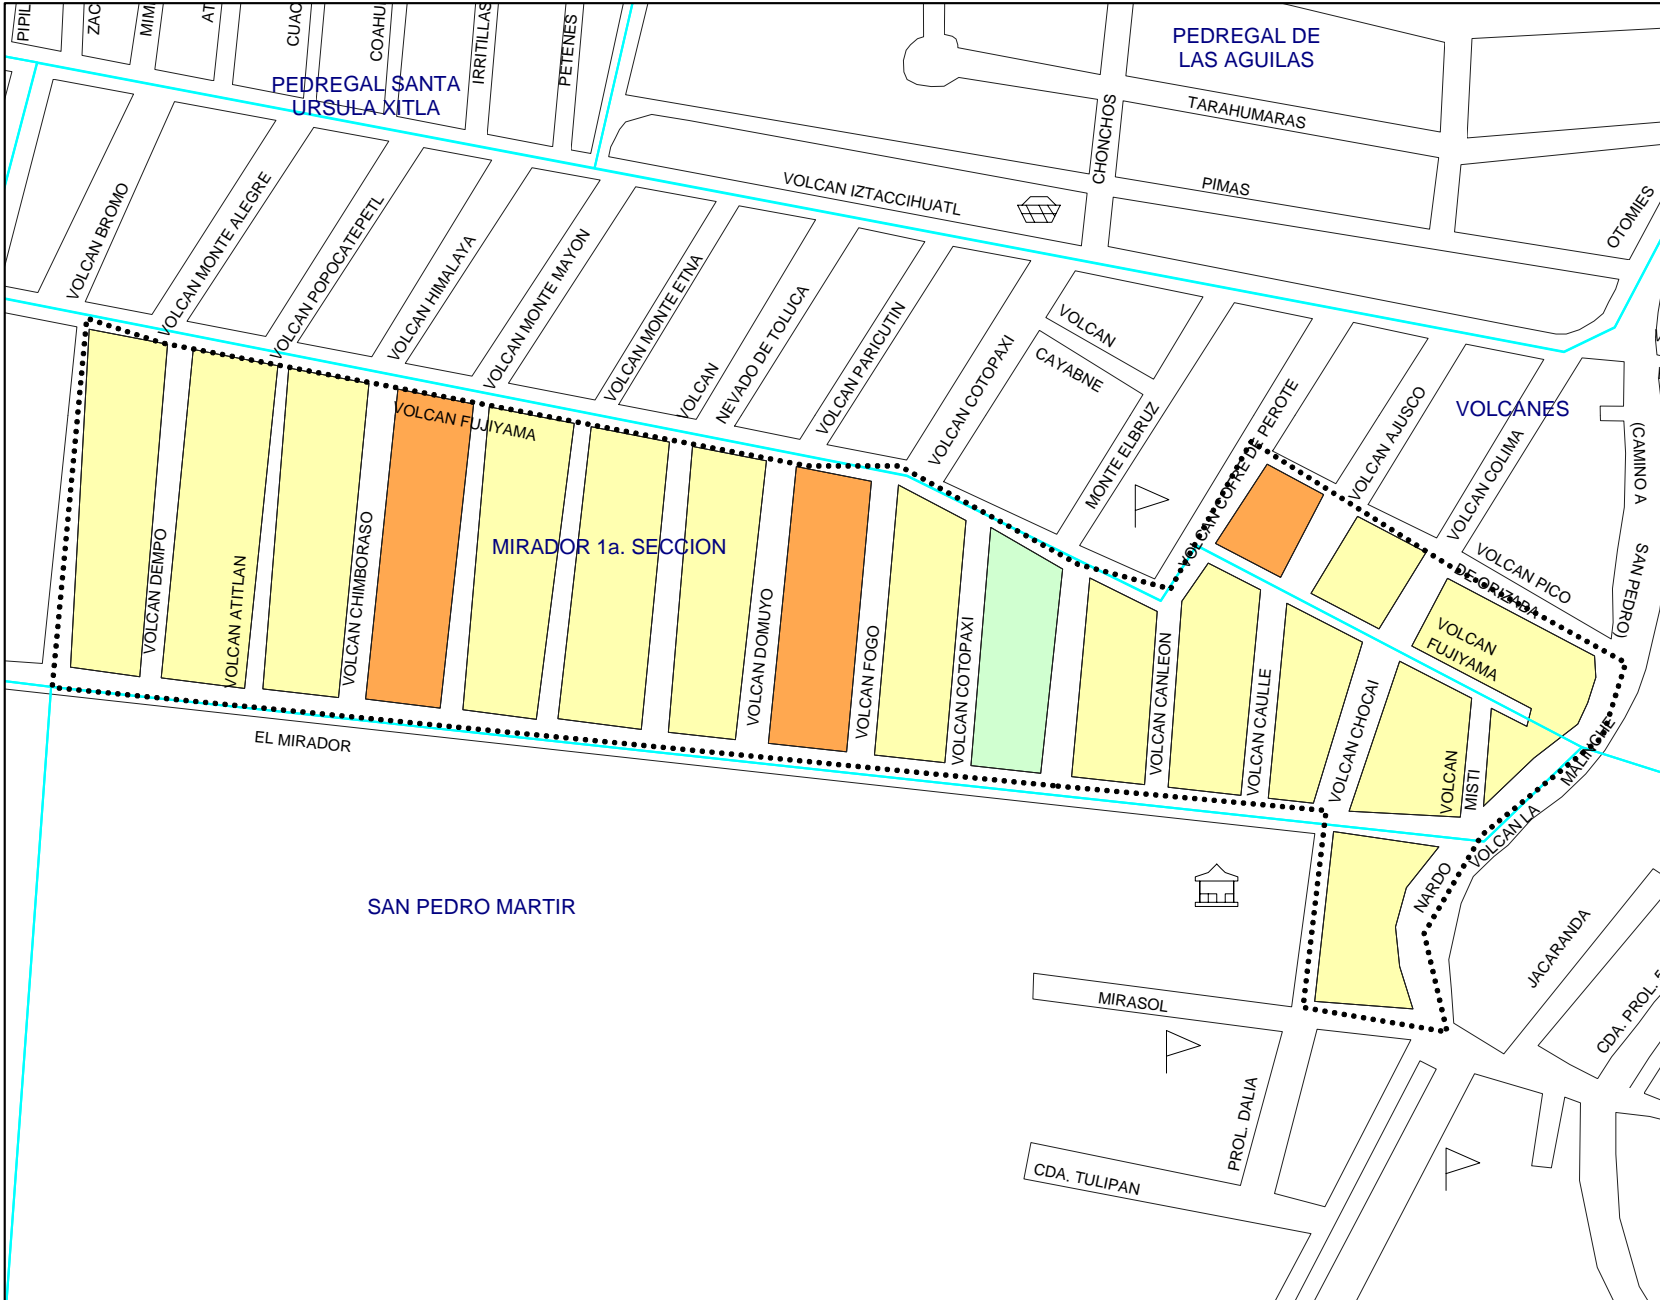 PIPIL
ZAC
MIM
AT
CUAC
COAHU
IRRITILLAS
PETENES
PEDREGAL DE
LAS AGUILAS
PEDREGAL SANTA
URSULA XITLA
TARAHUMARAS
CHONCHOS
PIMAS
OTOMIES
VOLCAN IZTACCIHUATL
VOLCAN BROMO
VOLCAN MONTE ALEGRE
VOLCAN POPOCATEPETL
VOLCAN HIMALAYA
VOLCAN MONTE MAYON
VOLCAN MONTE ETNA
VOLCAN
NEVADO DE TOLUCA
VOLCAN PARICUTIN
VOLCAN COTOPAXI
VOLCAN
CAYABNE
MONTE ELBRUZ
VOLCAN COFRE DE PEROTE
VOLCAN AJUSCO
VOLCANES
VOLCAN COLIMA
(CAMINO A
SAN PEDRO)
VOLCAN PICO
DE ORIZABA
VOLCAN FUJIYAMA
MIRADOR 1a. SECCION
VOLCAN DEMPO
VOLCAN ATITLAN
VOLCAN CHIMBORASO
VOLCAN DOMUYO
VOLCAN FOGO
VOLCAN COTOPAXI
VOLCAN CANLEON
VOLCAN CAULLE
VOLCAN CHOCAI
VOLCAN
MISTI
VOLCAN
FUJIYAMA
VOLCAN LA
MALINCHE
EL MIRADOR
NARDO
SAN PEDRO MARTIR
JACARANDA
MIRASOL
CDA. PROL.
PROL. DALIA
CDA. TULIPAN